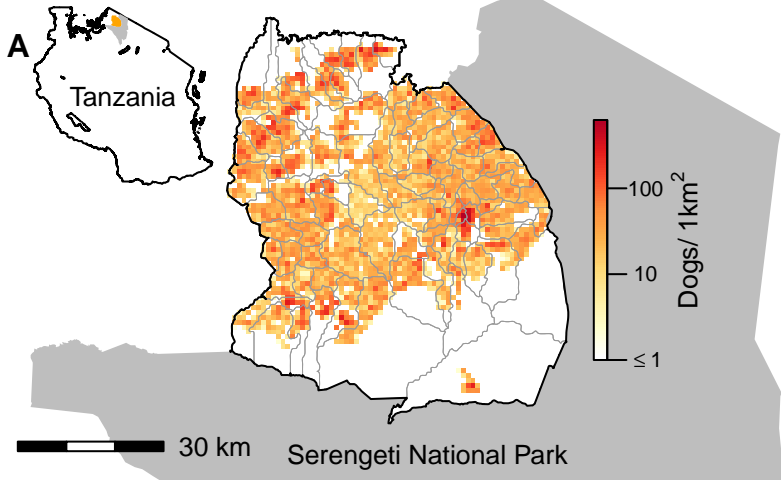 A
Tanzania
100
10
≤ 1
Dogs/ 1km²
30 km
Serengeti National Park